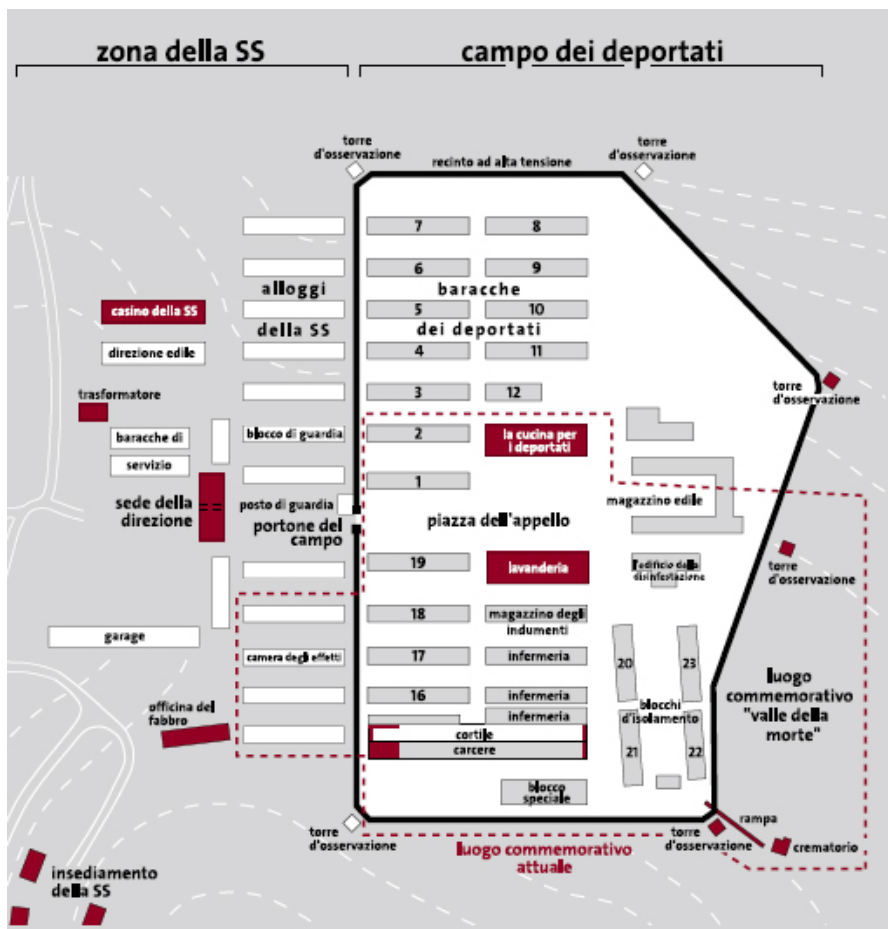 zona della SS
campo dei deportati
torre
d'osservazione
recinto ad alta tensione
torre
d'osservazione
7
8
6
9
alloggi
baracche
casino della SS
5
10
della SS
dei deportati
direzione edile
4
11
trasformatore
3
12
torre
d'osservazione
baracche di
servizio
blocco di guardia
2
la cucina per
i deportati
1
sede della
direzione
posto di guardia
portone del
campo
piazza dell'appello
magazzino edile
19
lavanderia
l'edificio della
disinfestazione
torre
d'osservazione
garage
18
magazzino degli
indumenti
camera degli effetti
17
infermeria
20
23
16
infermeria
blocchi
d'isolamento
luogo
commemorativo
"valle della
morte"
officina del
fabbro
infermeria
cortile
carcere
21
22
blocco
speciale
torre
d'osservazione
luogo commemorativo
attuale
torre
d'osservazione
rampa
crematorio
insediamento
della SS